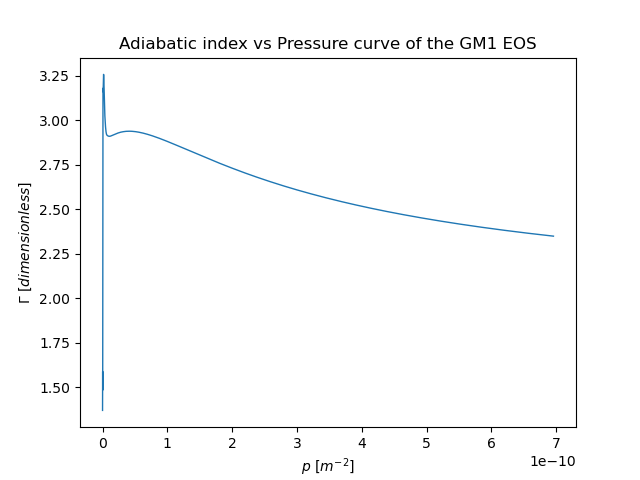 Adiabatic index vs Pressure curve of the GM1 EOS
3.25
3.00
2.75
2.50
2.25
2.00
1.75
1.50
Γ [dimensionless]
0 1 2 3 4 5 6 7
1e−10
p [m⁻²]